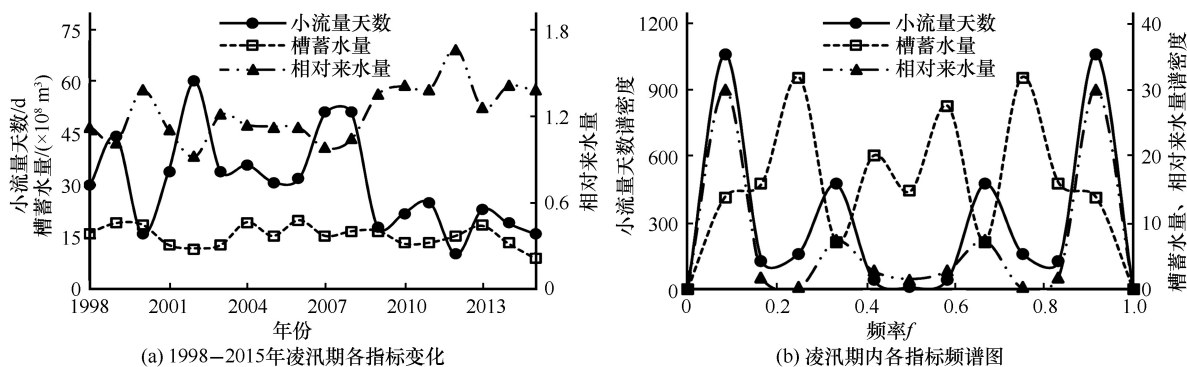 小流量天数
槽蓄水量
相对来水量
75
60
45
30
15
0
1.8
1.2
0.6
0
小流量天数/d
槽蓄水量/(×10⁸ m³)
相对来水量
1998
2001
2004
2007
2010
2013
年份
(a) 1998−2015年凌汛期各指标变化
小流量天数
槽蓄水量
相对来水量
1200
900
600
300
0
40
30
20
10
0
小流量天数谱密度
槽蓄水量、相对来水量谱密度
0
0.2
0.4
0.6
0.8
1.0
频率f
(b) 凌汛期内各指标频谱图